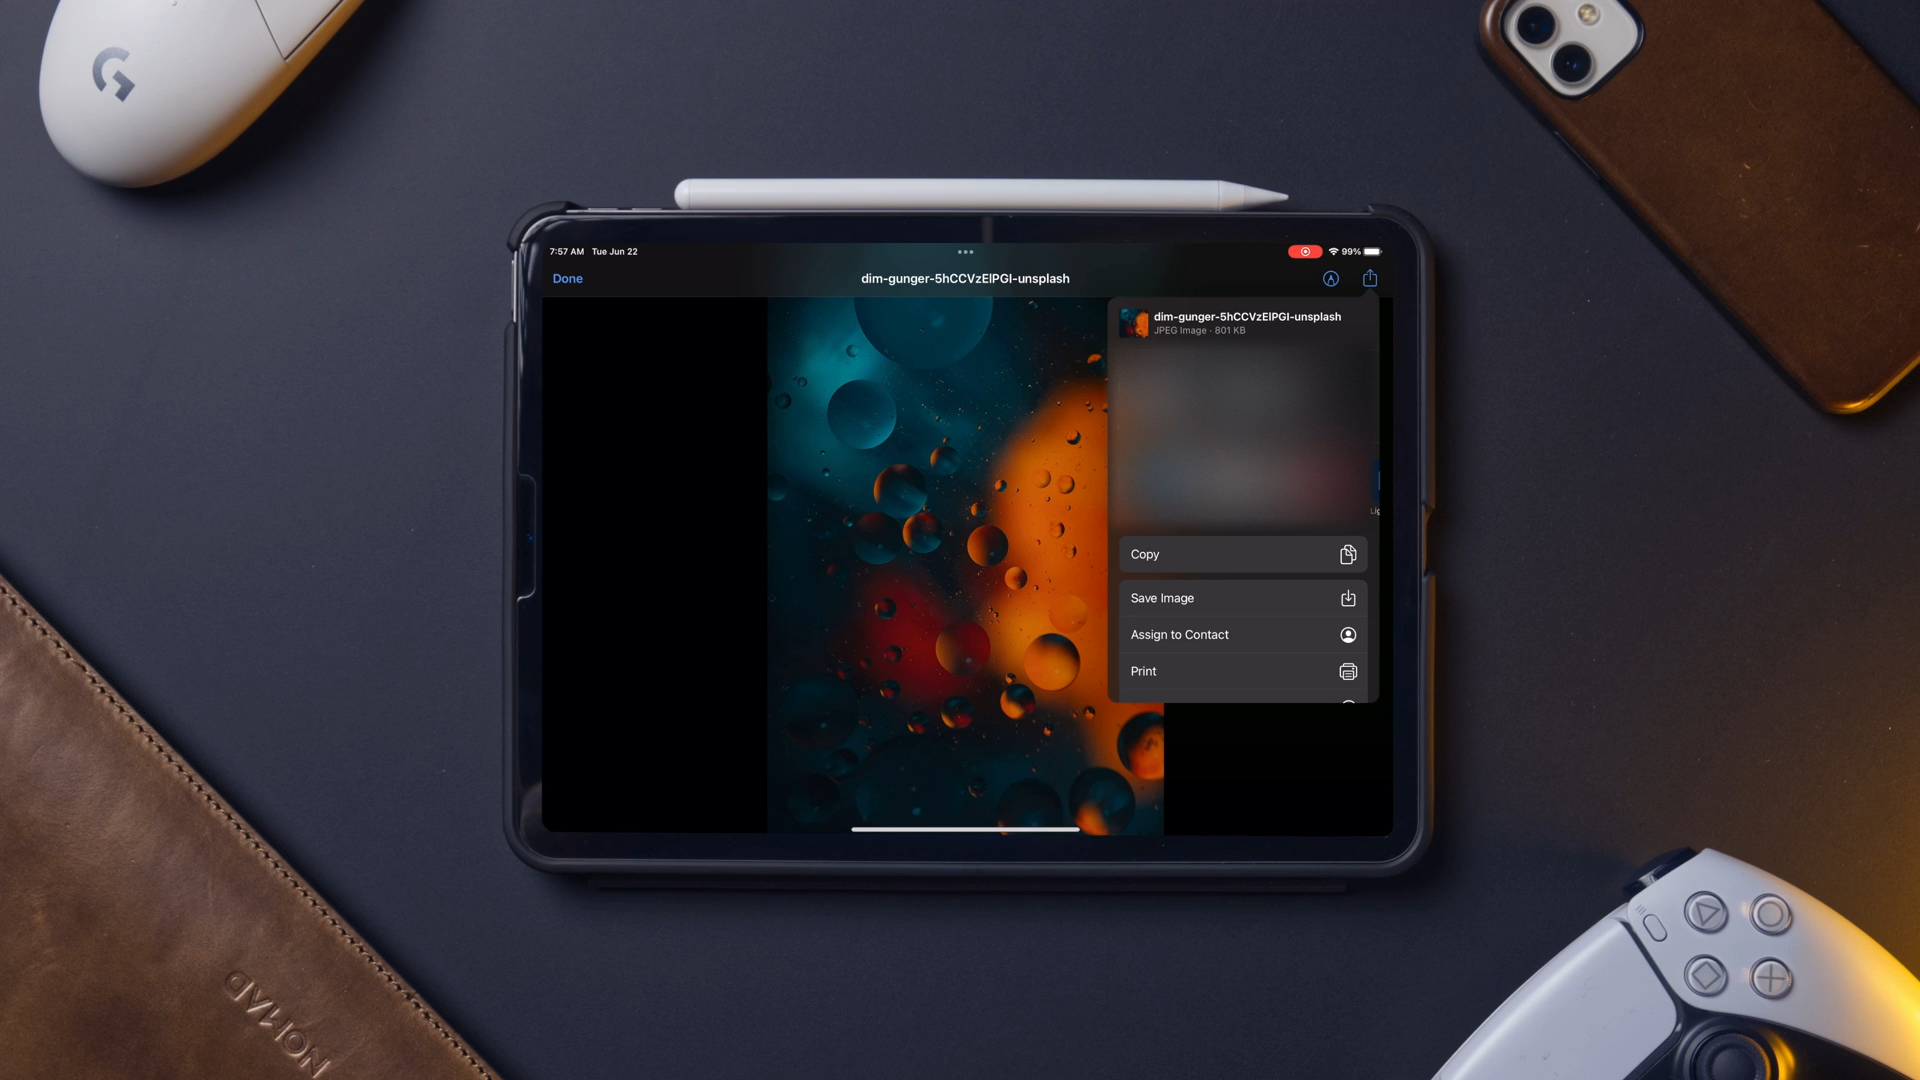 7:57 AM Tue Jun 22
99%
Done
dim-gunger-5hCCVzElPGI-unsplash
dim-gunger-5hCCVzElPGI-unsplash
JPEG Image · 801 KB
Lig
Copy
Save Image
Assign to Contact
Print
NOMAD